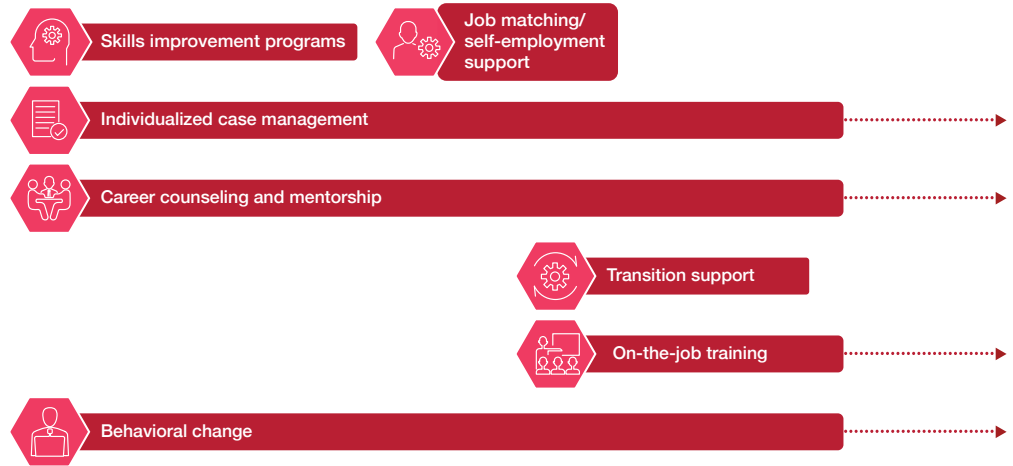 Skills improvement programs
Job matching/
self-employment
support
Individualized case management
Career counseling and mentorship
Transition support
On-the-job training
Behavioral change